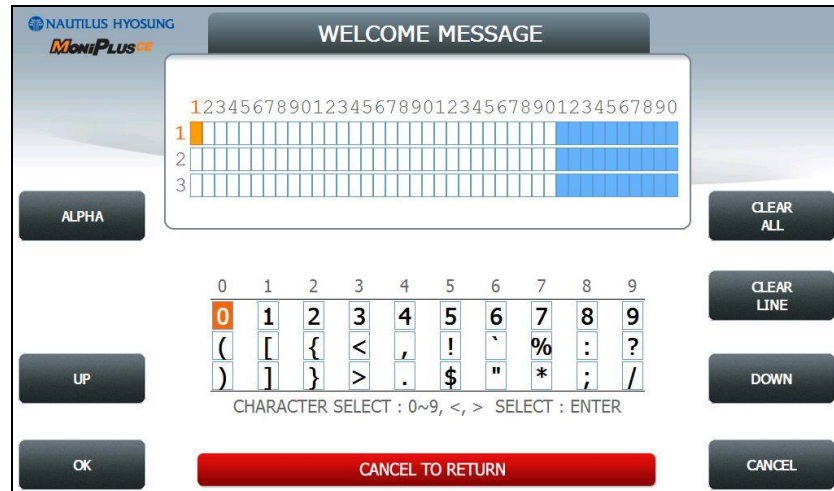 NAUTILUS HYOSUNG
MoniPlusCE
WELCOME MESSAGE
1234567890123456789012345678901234567890
1
2
3
ALPHA
CLEAR
ALL
0 1 2 3 4 5 6 7 8 9
0 1 2 3 4 5 6 7 8 9
( [ { < , ! ` % : ?
) ] } > . $ " * ; /
CLEAR
LINE
UP
DOWN
CHARACTER SELECT : 0~9, <, > SELECT : ENTER
OK
CANCEL TO RETURN
CANCEL